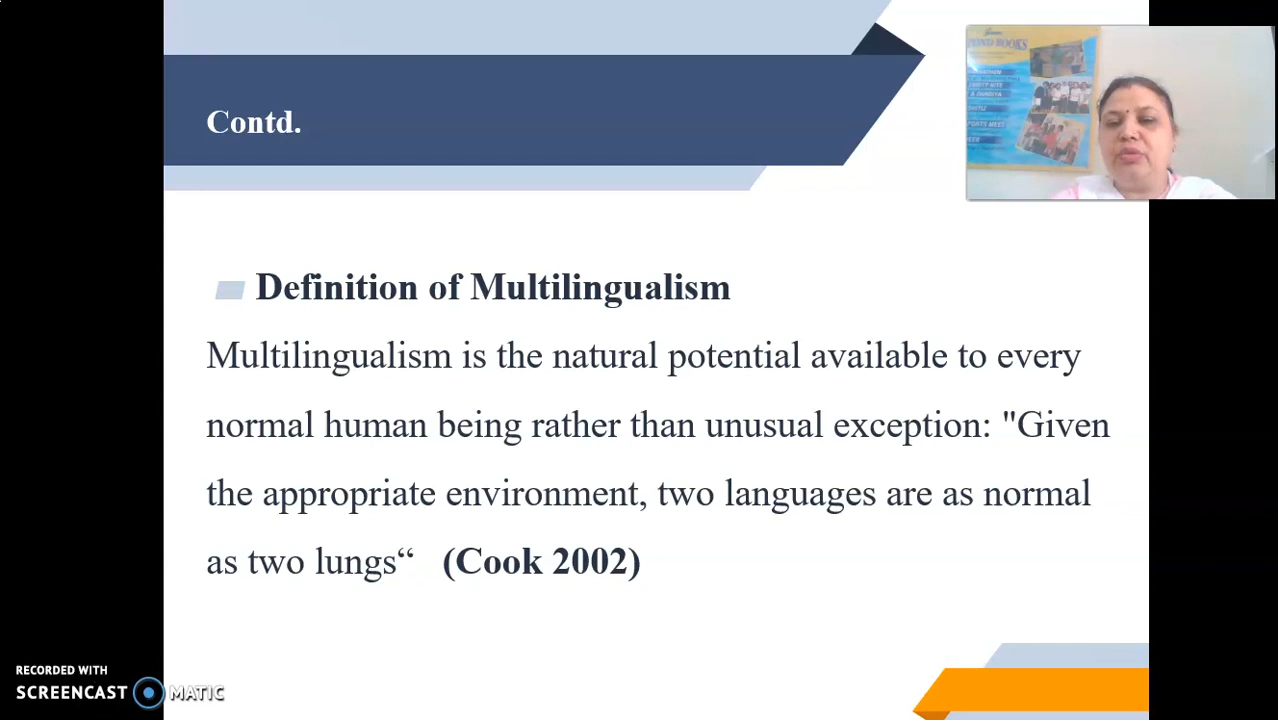 Contd.
Definition of Multilingualism
Multilingualism is the natural potential available to every
normal human being rather than unusual exception: "Given
the appropriate environment, two languages are as normal
as two lungs“ (Cook 2002)
BOOKS
RECORDED WITH
SCREENCAST MATIC